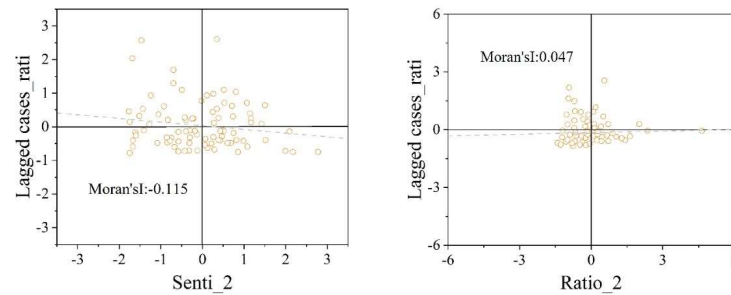 3
2
1
0
-1
-2
-3
Lagged cases_rati
Moran'sI:-0.115
-3 -2 -1 0 1 2 3
Senti_2
6
3
0
-3
-6
Lagged cases_rati
Moran'sI:0.047
-6 -3 0 3
Ratio_2